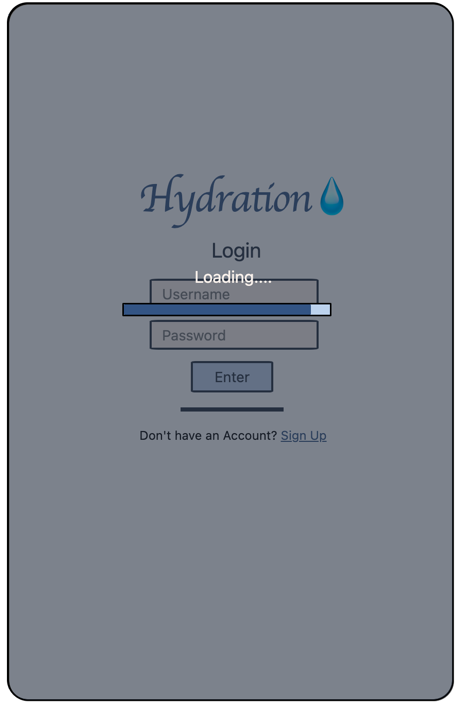 Hydration
Login
Loading....
Username
Password
Enter
Don't have an Account? Sign Up